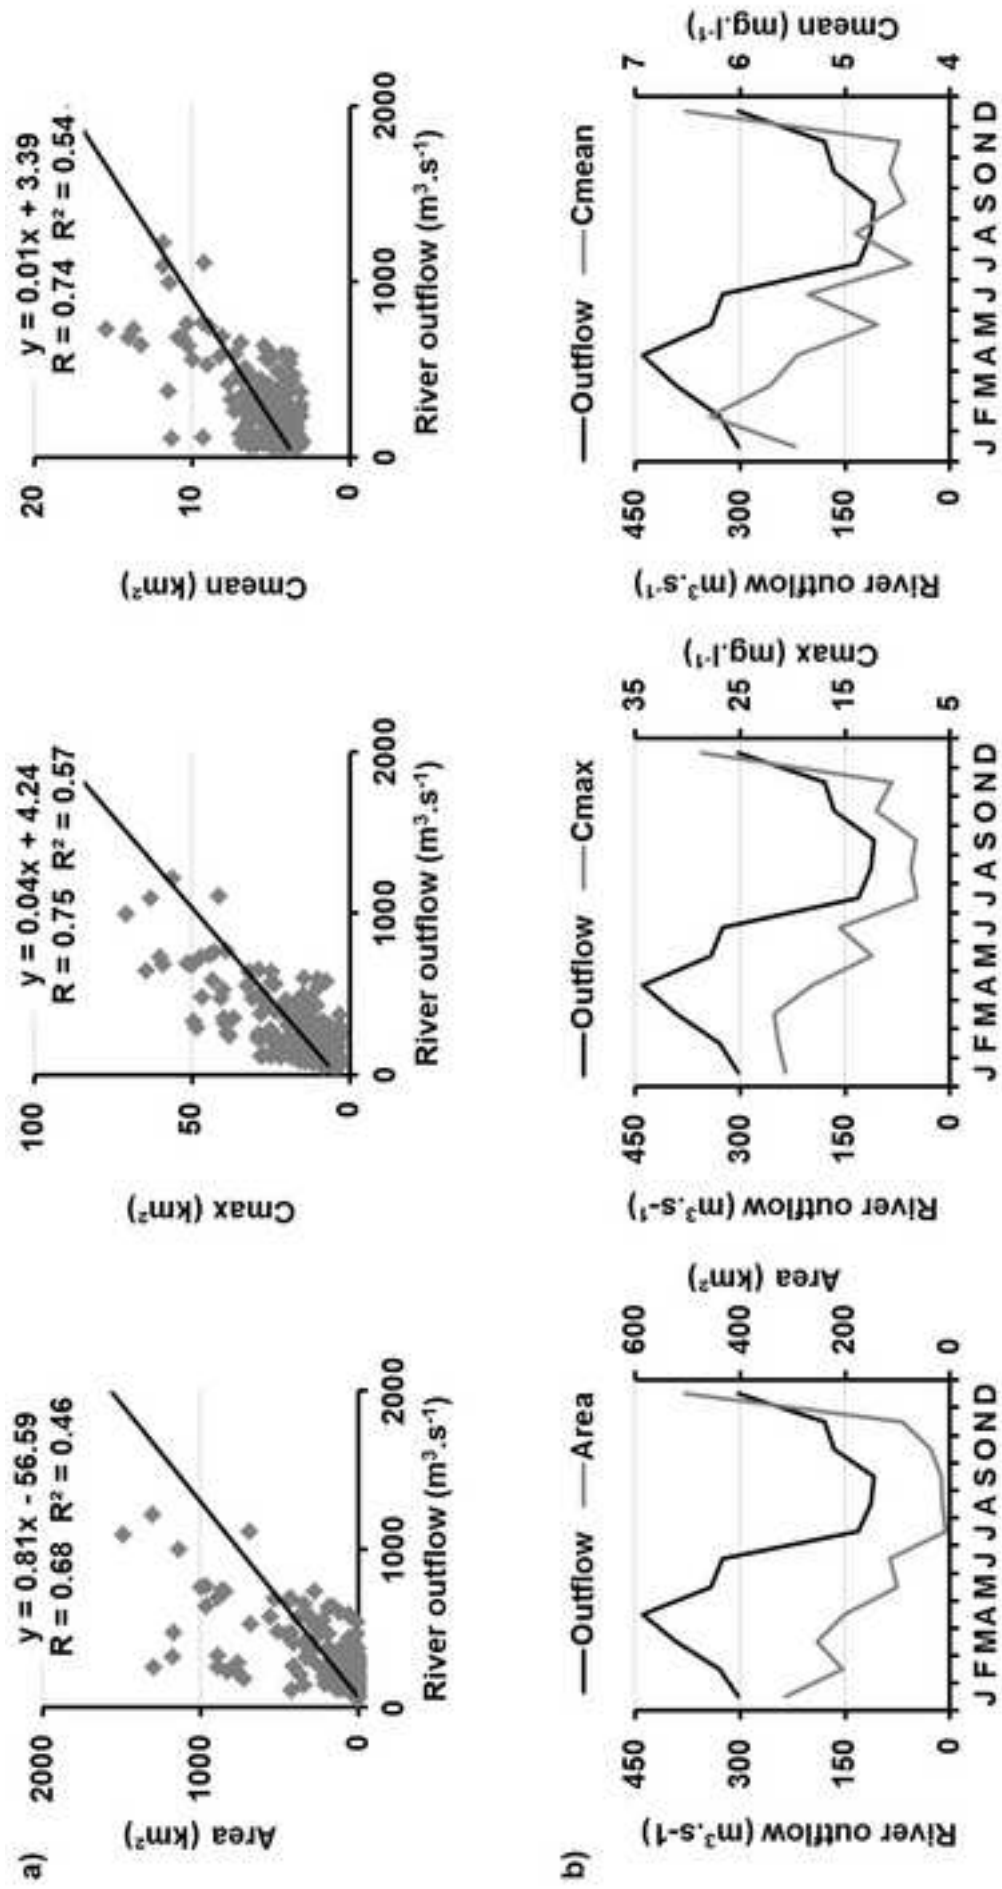 a)
y = 0.81x - 56.59
R = 0.68 R² = 0.46
2000
1000
0
Area (km²)
0
1000
2000
River outflow (m³.s⁻¹)
y = 0.04x + 4.24
R = 0.75 R² = 0.57
100
50
0
Cmax (km²)
0
1000
2000
River outflow (m³.s⁻¹)
y = 0.01x + 3.39
R = 0.74 R² = 0.54
20
10
0
Cmean (km²)
0
1000
2000
River outflow (m³.s⁻¹)
b)
Outflow Area
450
300
150
0
River outflow (m³.s-1)
600
400
200
0
Area (km²)
J F M A M J J A S O N D
Outflow Cmax
450
300
150
0
River outflow (m³.s-¹)
35
25
15
5
Cmax (mg.l⁻¹)
J F M A M J J A S O N D
Outflow Cmean
450
300
150
0
River outflow (m³.s⁻¹)
7
6
5
4
Cmean (mg.l⁻¹)
J F M A M J J A S O N D